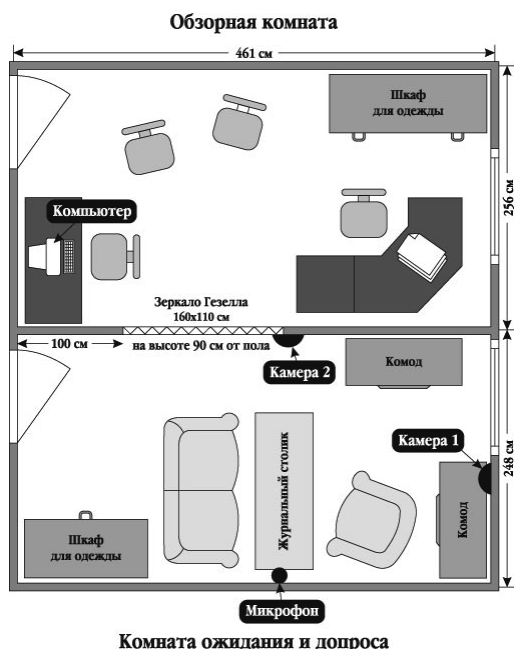 Обзорная комната
461 см
Шкаф
для одежды
256 см
Компьютер
Зеркало Гезелла
160х110 см
100 см
на высоте 90 см от пола
Камера 2
Комод
Камера 1
248 см
Журнальный столик
Комод
Шкаф
для одежды
Микрофон
Комната ожидания и допроса